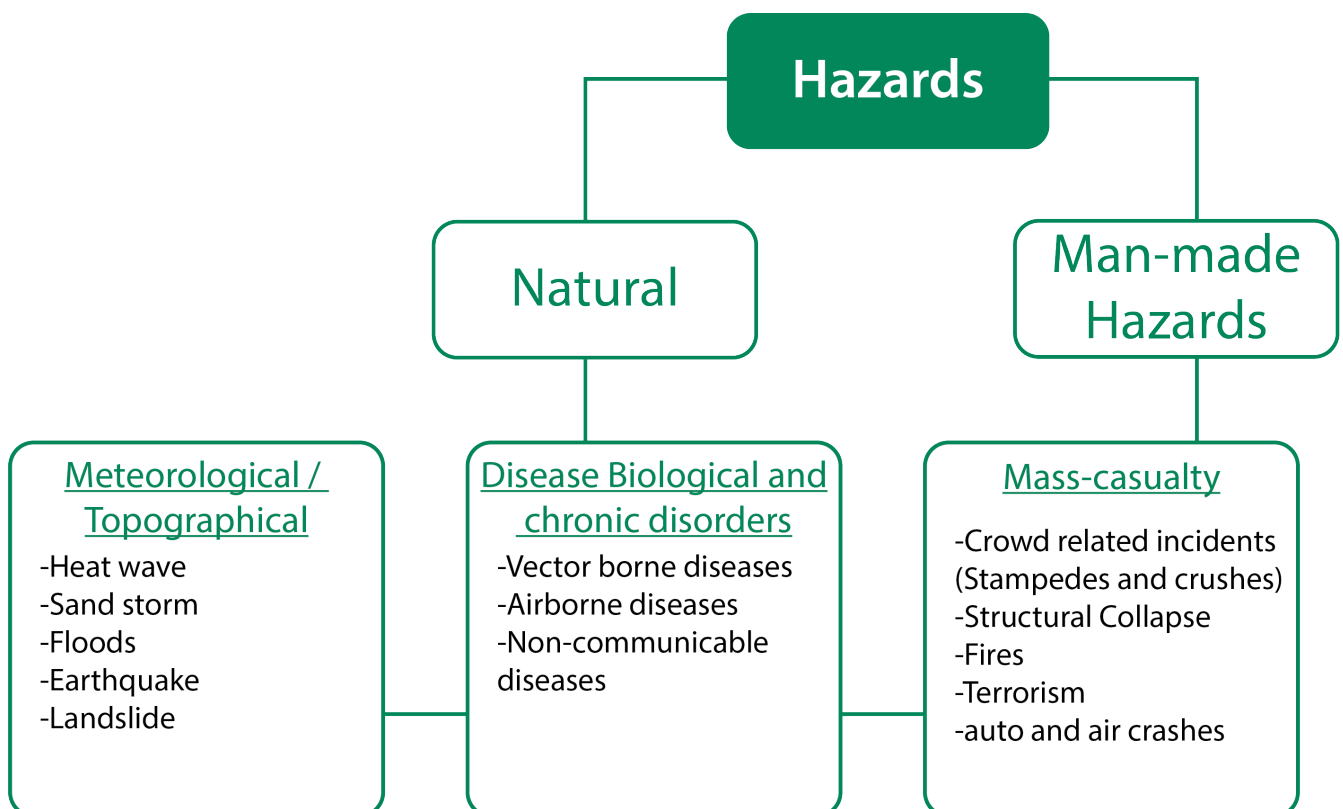 Hazards
Natural
Man-made
Hazards
Meteorological /
Topographical
-Heat wave
-Sand storm
-Floods
-Earthquake
-Landslide
Disease Biological and
chronic disorders
-Vector borne diseases
-Airborne diseases
-Non-communicable
diseases
Mass-casualty
-Crowd related incidents
(Stampedes and crushes)
-Structural Collapse
-Fires
-Terrorism
-auto and air crashes